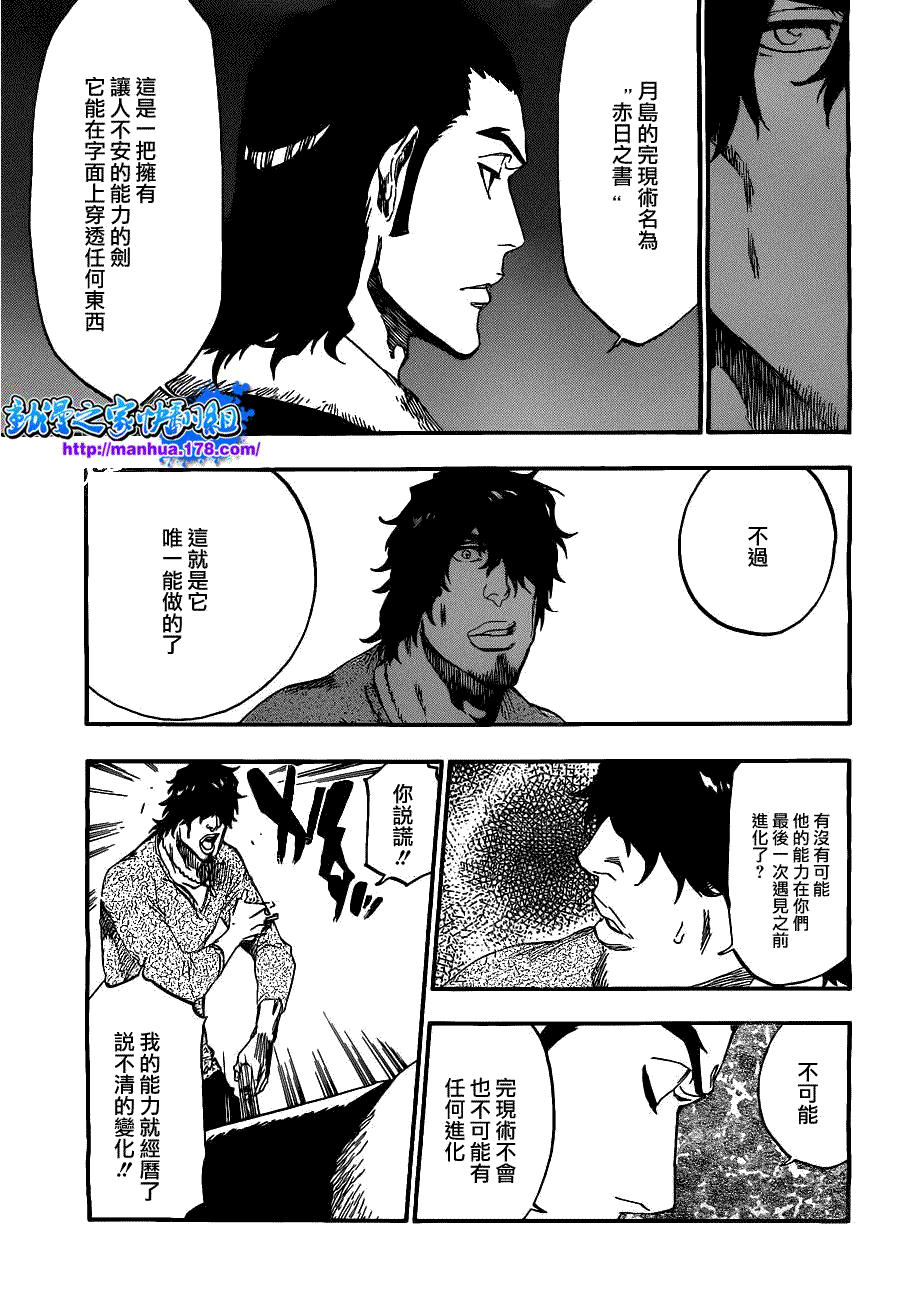 月島的完現術名為
"赤日之書"
這是一把擁有
讓人不安的能力的劍
它能在字面上穿透任何東西
動漫之家汉化組
http://manhua.178.com/
不過
這就是它
唯一能做的了
有沒有可能
他的能力在你們
最後一次遇見之前
進化了?
你説謊!!
我的能力就經曆了
説不清的變化!!
不可能
完現術不會
也不可能有
任何進化